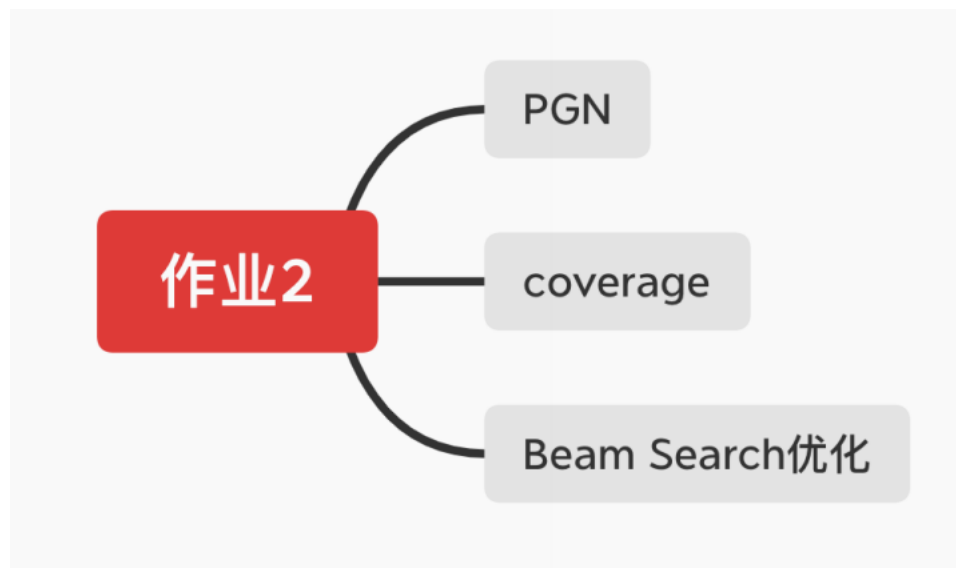 PGN
作业2
coverage
Beam Search优化